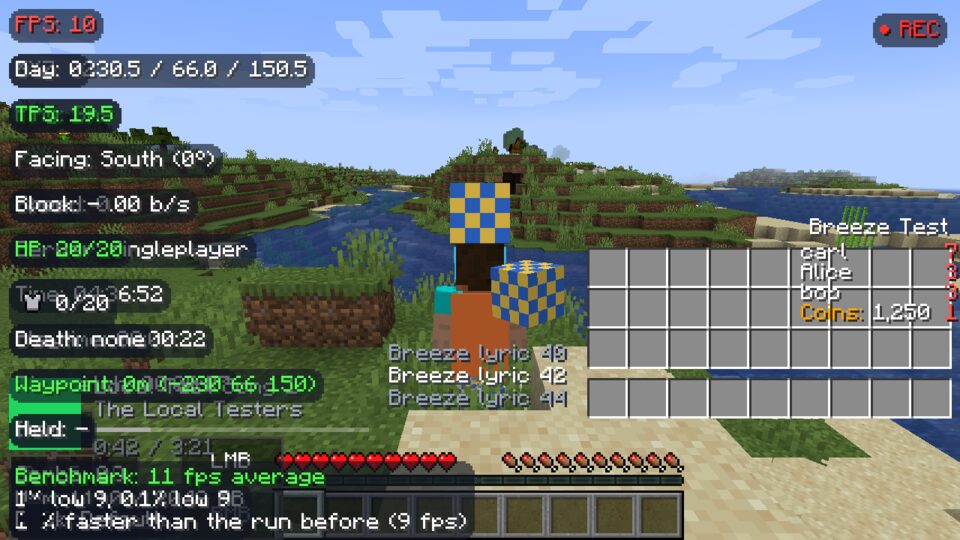 FPS: 10
REC
Day: 0
230.5 / 66.0 / 150.5
TPS: 19.5
Facing: South (0°)
Block: -
0.00 b/s
HP: 20/20
Singleplayer
Breeze Test
carl 7
Alice 3
bob 3
Coins: 1,250 1
6:52
0/20
Death: none
00:22
Breeze lyric 40
Breeze lyric 42
Breeze lyric 44
Waypoint: 0m (-230 66 150)
The Local Testers
Held: -
0:42 / 3:21
LMB
Benchmark: 11 fps average
1% low 9, 0.1% low 9
% faster than the run before (9 fps)